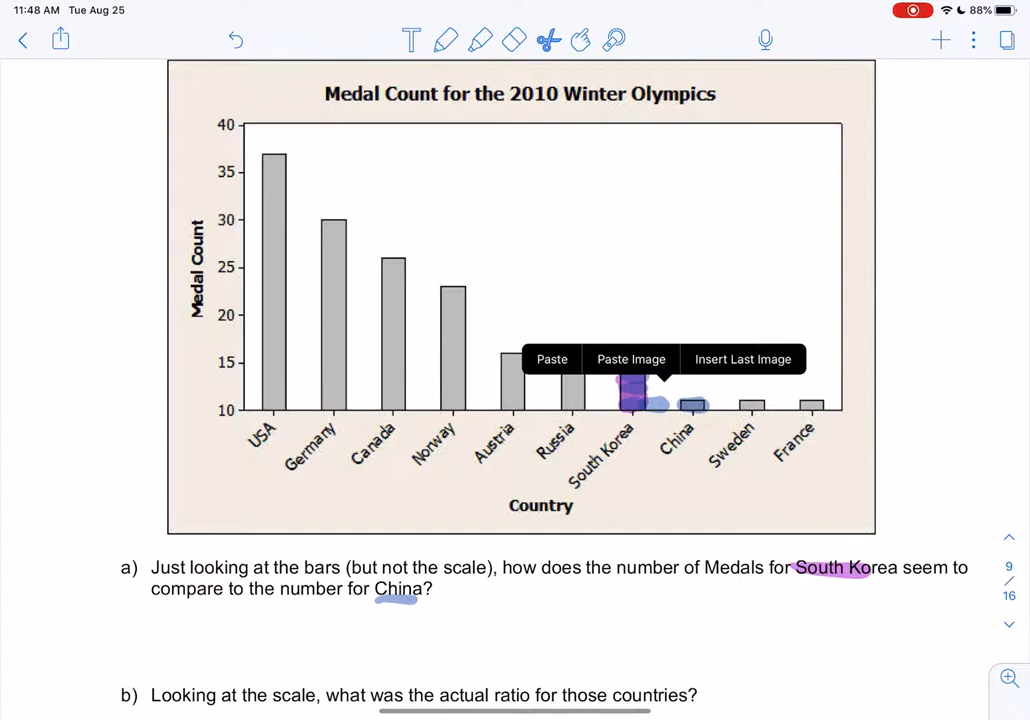 11:48 AM Tue Aug 25
88%
Medal Count for the 2010 Winter Olympics
40
35
30
25
20
15
10
Medal Count
Paste Paste Image Insert Last Image
USA Germany Canada Norway Austria Russia South Korea China Sweden France
Country
a) Just looking at the bars (but not the scale), how does the number of Medals for South Korea seem to
compare to the number for China?
9
/
16
b) Looking at the scale, what was the actual ratio for those countries?